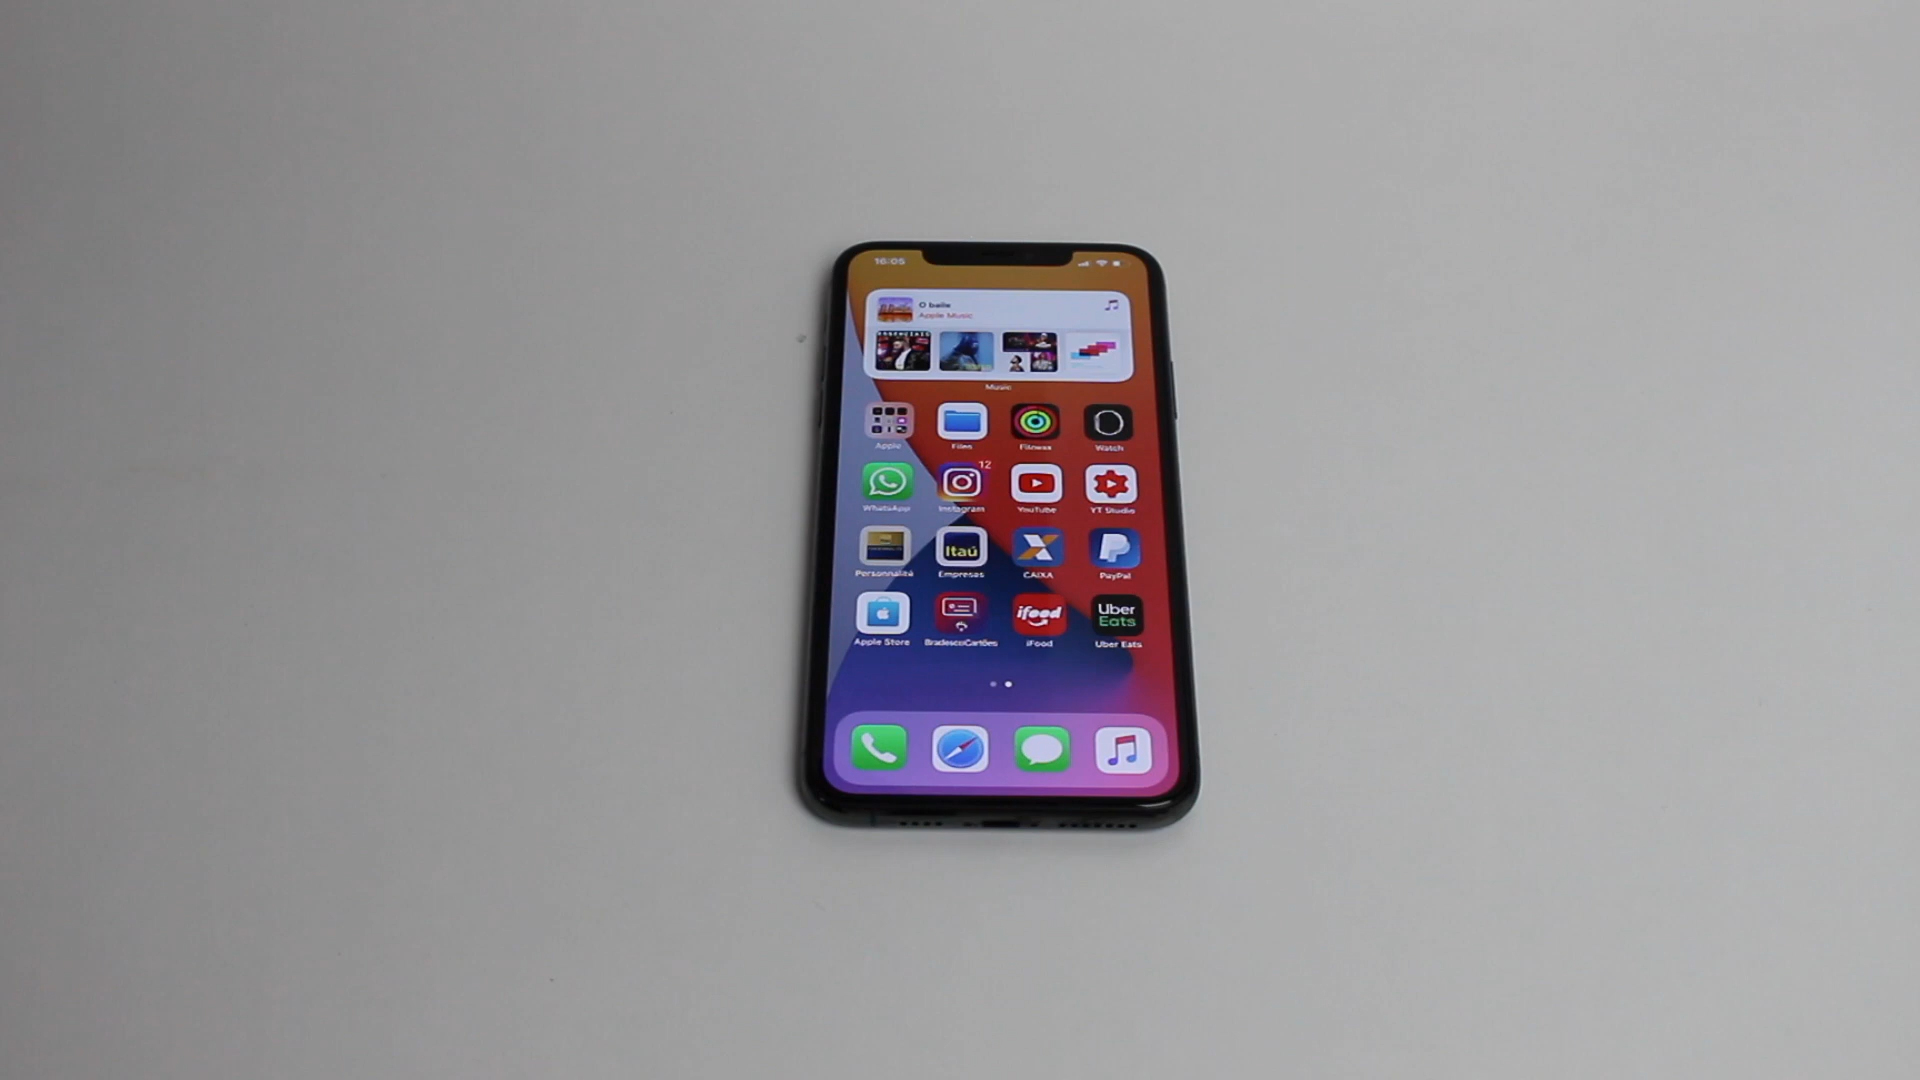 16:05
O baile
Apple Music
ESSENCIAIS
Music
Apple Files Fitness Watch
12
WhatsApp Instagram YouTube YT Studio
Itaú
Personnalité Empresas CAIXA PayPal
ifood Uber Eats
Apple Store BradescoCartões iFood Uber Eats